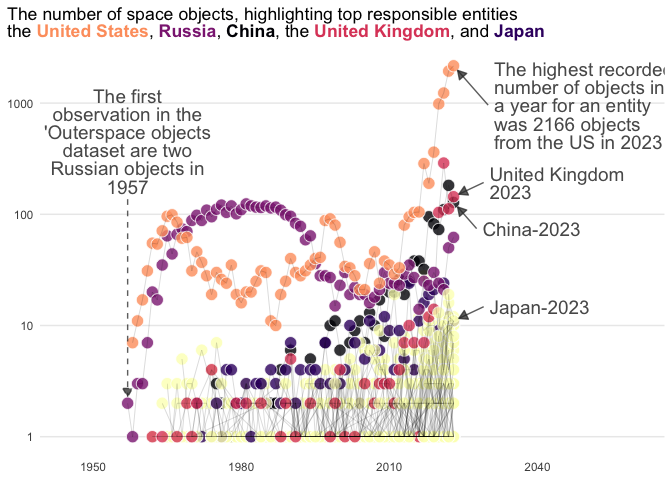 The number of space objects, highlighting top responsible entities
the United States, Russia, China, the United Kingdom, and Japan
The first
observation in the
'Outerspace objects
dataset are two
Russian objects in
1957
The highest recorde
number of objects in
a year for an entity
was 2166 objects
from the US in 2023
United Kingdom
2023
China-2023
Japan-2023
1000
100
10
1
1950
1980
2010
2040